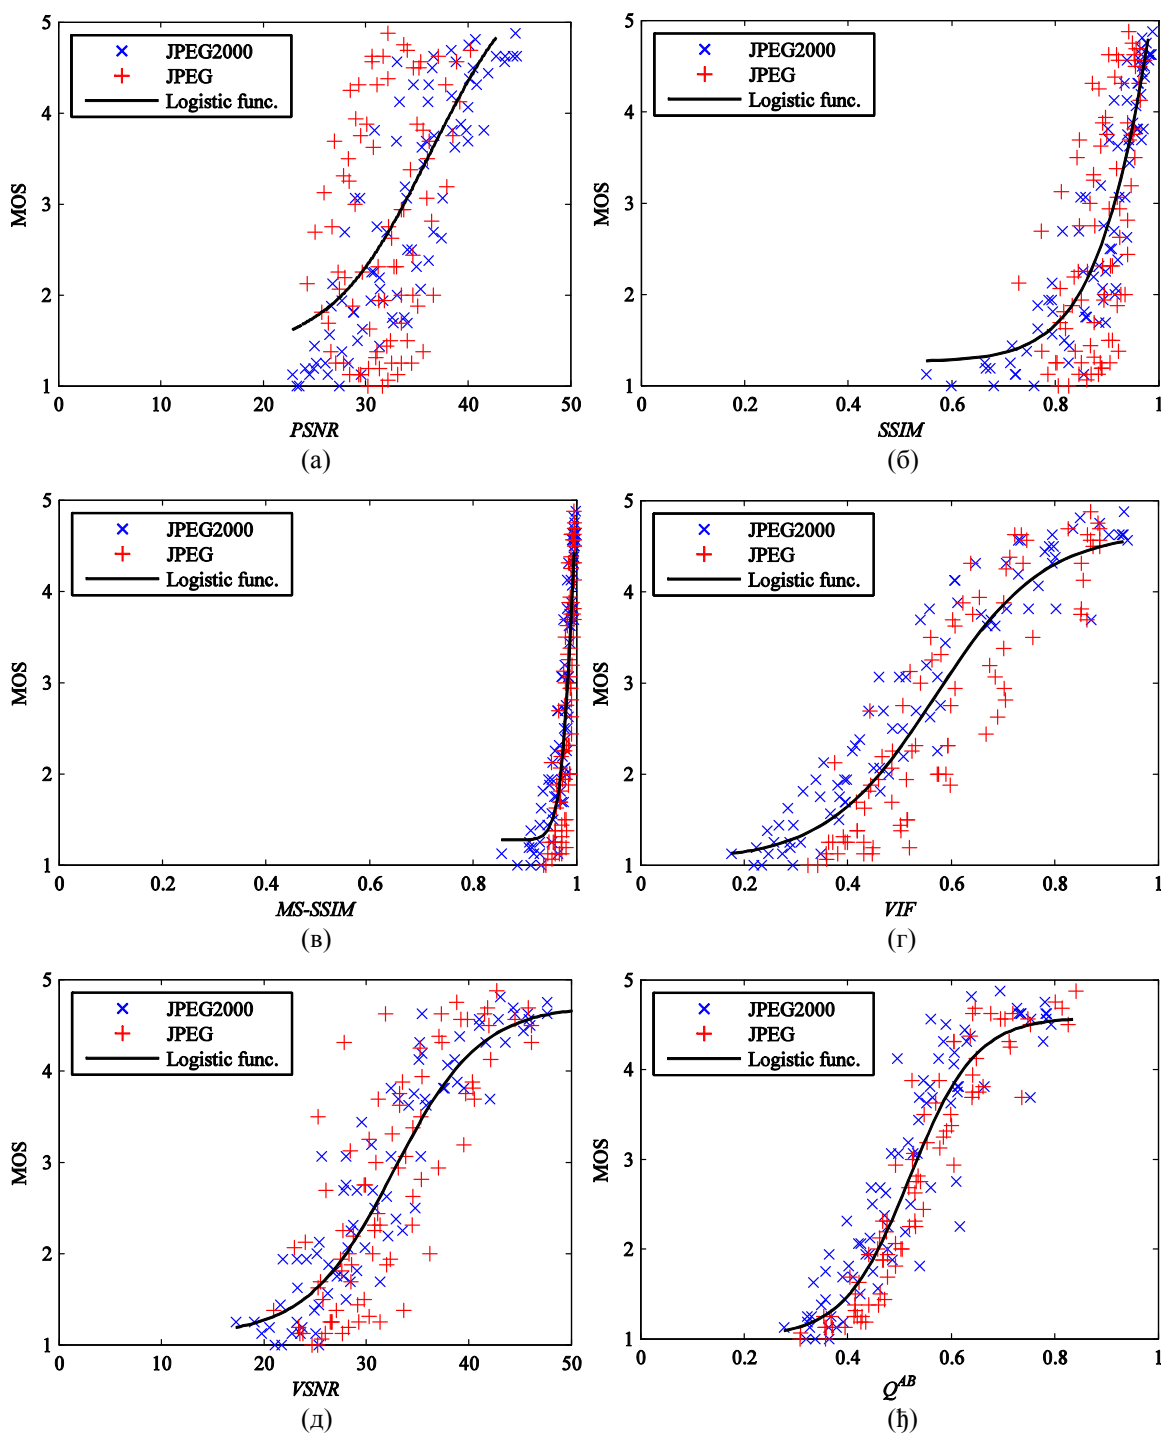 5
4
3
2
1
MOS
JPEG2000
JPEG
Logistic func.
0 20 30 40 50
PSNR
(а)
5
4
3
2
1
MOS
JPEG2000
JPEG
Logistic func.
0 0.2 0.4 0.6 0.8 1
SSIM
(б)
5
4
3
2
1
MOS
JPEG2000
JPEG
Logistic func.
0 0.2 0.4 0.6 0.8 1
MS-SSIM
(в)
5
4
3
2
1
MOS
JPEG2000
JPEG
Logistic func.
0 0.2 0.4 0.6 0.8 1
VIF
(г)
5
4
3
2
1
MOS
JPEG2000
JPEG
Logistic func.
0 10 20 30 40 50
VSNR
(д)
5
4
3
2
1
MOS
JPEG2000
JPEG
Logistic func.
0 0.2 0.4 0.6 0.8 1
Q^AB
(ђ)